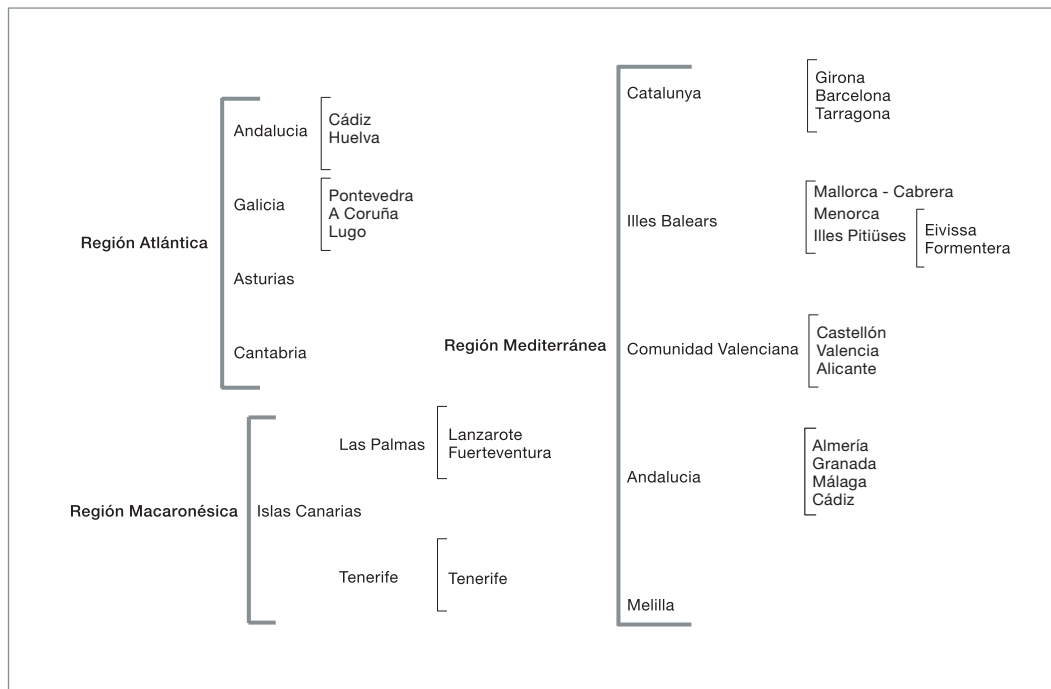 Región Atlántica
Andalucia
Cádiz
Huelva
Galicia
Pontevedra
A Coruña
Lugo
Asturias
Cantabria
Región Macaronésica
Islas Canarias
Las Palmas
Lanzarote
Fuerteventura
Tenerife
Tenerife
Región Mediterránea
Catalunya
Girona
Barcelona
Tarragona
Illes Balears
Mallorca - Cabrera
Menorca
Illes Pitiüses
Eivissa
Formentera
Comunidad Valenciana
Castellón
Valencia
Alicante
Andalucia
Almería
Granada
Málaga
Cádiz
Melilla